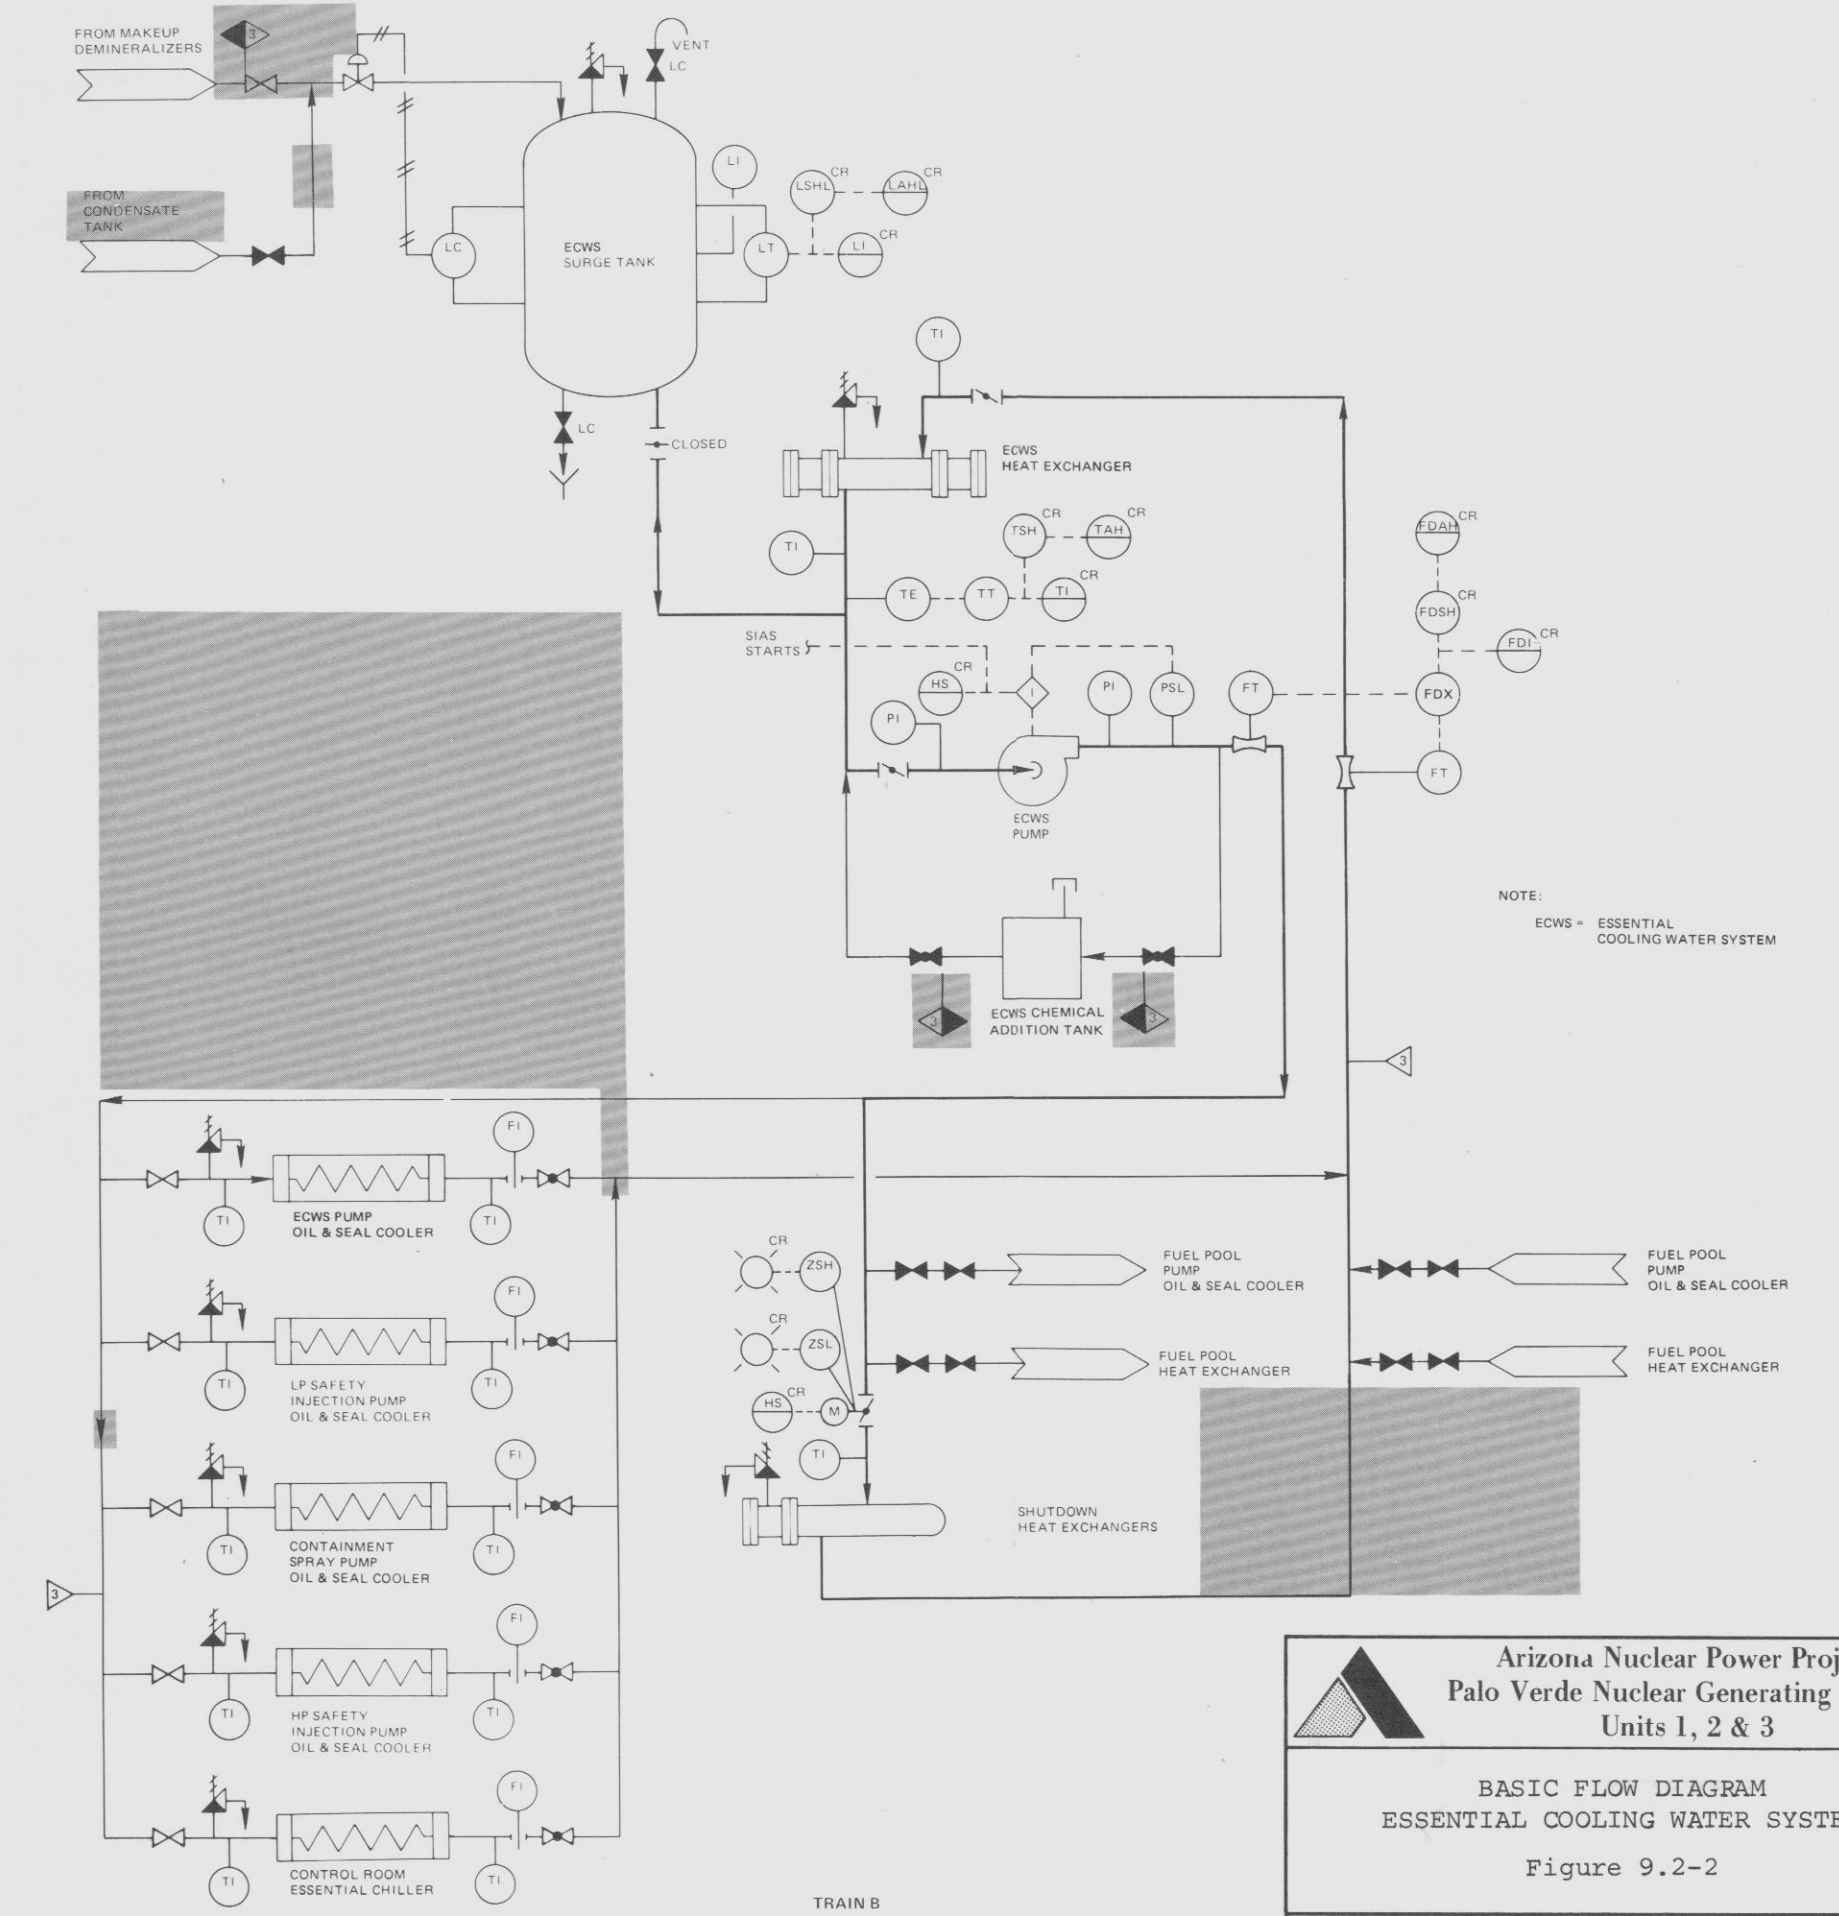 FROM MAKEUP
DEMINERALIZERS
3
VENT
LC
FROM
CONDENSATE
TANK
LI
LSHL
CR
LAHL
CR
LC
ECWS
SURGE TANK
LT
LI
CR
TI
LC
CLOSED
ECWS
HEAT EXCHANGER
TI
TSH
CR
TAH
CR
TE
TT
TI
CR
FDAH
CR
FDSH
CR
FDI
CR
SIAS
STARTS
HS
CR
I
PI
PSL
FT
FDX
PI
FT
ECWS
PUMP
NOTE:
ECWS = ESSENTIAL
COOLING WATER SYSTEM
3
ECWS CHEMICAL
ADDITION TANK
3
3
FI
TI
TI
ECWS PUMP
OIL & SEAL COOLER
CR
ZSH
FUEL POOL
PUMP
OIL & SEAL COOLER
FUEL POOL
PUMP
OIL & SEAL COOLER
FI
TI
TI
LP SAFETY
INJECTION PUMP
OIL & SEAL COOLER
CR
ZSL
FUEL POOL
HEAT EXCHANGER
FUEL POOL
HEAT EXCHANGER
HS
CR
M
TI
FI
TI
TI
CONTAINMENT
SPRAY PUMP
OIL & SEAL COOLER
SHUTDOWN
HEAT EXCHANGERS
3
FI
TI
TI
HP SAFETY
INJECTION PUMP
OIL & SEAL COOLER
FI
TI
TI
CONTROL ROOM
ESSENTIAL CHILLER
TRAIN B
Arizona Nuclear Power Proj
Palo Verde Nuclear Generating
Units 1, 2 & 3
BASIC FLOW DIAGRAM
ESSENTIAL COOLING WATER SYSTE
Figure 9.2-2